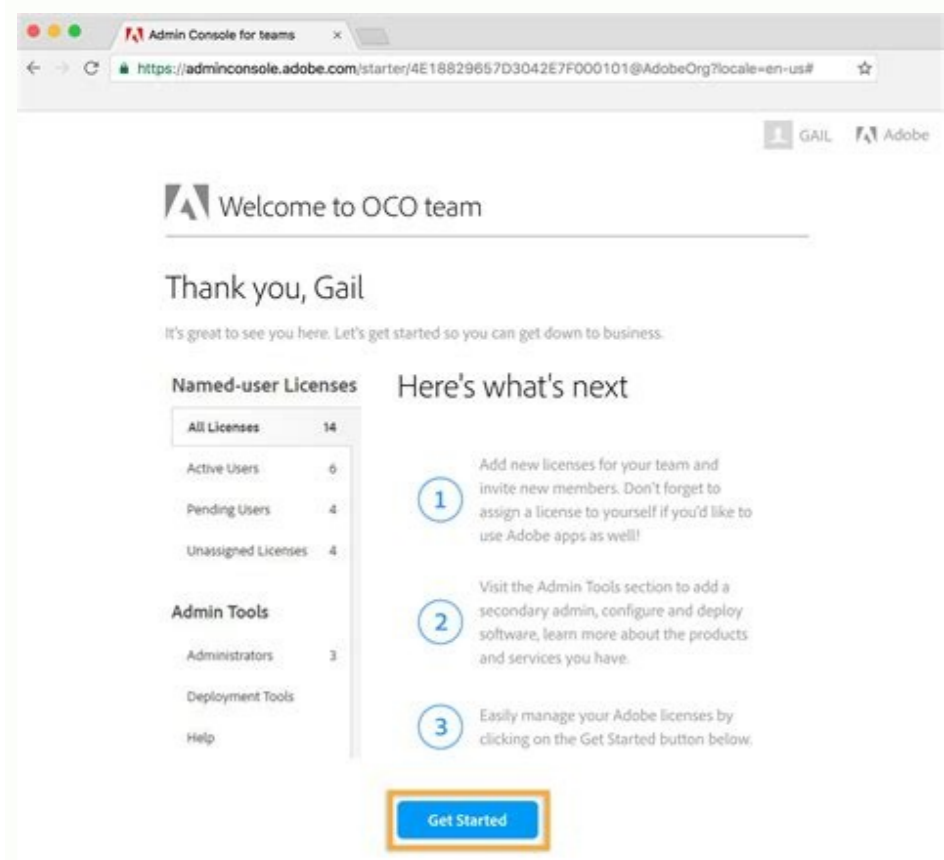 Admin Console for teams
https://adminconsole.adobe.com/starter/4E18829657D3042E7F000101@AdobeOrg?locale=en-us#
GAIL Adobe
Welcome to OCO team
Thank you, Gail
It's great to see you here. Let's get started so you can get down to business.
Named-user Licenses
All Licenses 14
Active Users 6
Pending Users 4
Unassigned Licenses 4
Admin Tools
Administrators 3
Deployment Tools
Help
Here's what's next
1
Add new licenses for your team and
invite new members. Don't forget to
assign a license to yourself if you'd like to
use Adobe apps as well!
2
Visit the Admin Tools section to add a
secondary admin, configure and deploy
software, learn more about the products
and services you have.
3
Easily manage your Adobe licenses by
clicking on the Get Started button below.
Get Started